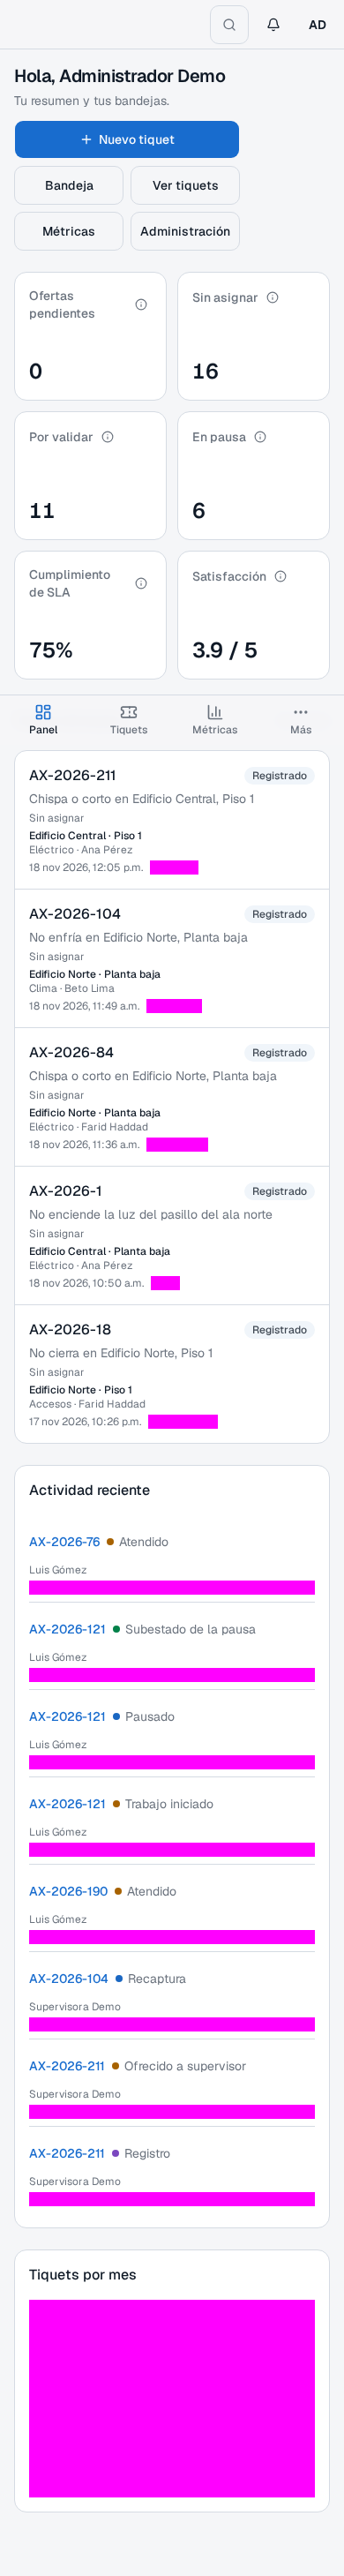 AD
Hola, Administrador Demo
Tu resumen y tus bandejas.
Nuevo tiquet
Bandeja
Ver tiquets
Métricas
Administración
Ofertas
pendientes
0
Sin asignar
16
Por validar
11
En pausa
6
Cumplimiento
de SLA
75%
Satisfacción
3.9 / 5
Panel
Tiquets
Métricas
Más
AX-2026-211
Registrado
Chispa o corto en Edificio Central, Piso 1
Sin asignar
Edificio Central · Piso 1
Eléctrico · Ana Pérez
18 nov 2026, 12:05 p.m.
AX-2026-104
Registrado
No enfría en Edificio Norte, Planta baja
Sin asignar
Edificio Norte · Planta baja
Clima · Beto Lima
18 nov 2026, 11:49 a.m.
AX-2026-84
Registrado
Chispa o corto en Edificio Norte, Planta baja
Sin asignar
Edificio Norte · Planta baja
Eléctrico · Farid Haddad
18 nov 2026, 11:36 a.m.
AX-2026-1
Registrado
No enciende la luz del pasillo del ala norte
Sin asignar
Edificio Central · Planta baja
Eléctrico · Ana Pérez
18 nov 2026, 10:50 a.m.
AX-2026-18
Registrado
No cierra en Edificio Norte, Piso 1
Sin asignar
Edificio Norte · Piso 1
Accesos · Farid Haddad
17 nov 2026, 10:26 p.m.
Actividad reciente
AX-2026-76 Atendido
Luis Gómez
AX-2026-121 Subestado de la pausa
Luis Gómez
AX-2026-121 Pausado
Luis Gómez
AX-2026-121 Trabajo iniciado
Luis Gómez
AX-2026-190 Atendido
Luis Gómez
AX-2026-104 Recaptura
Supervisora Demo
AX-2026-211 Ofrecido a supervisor
Supervisora Demo
AX-2026-211 Registro
Supervisora Demo
Tiquets por mes